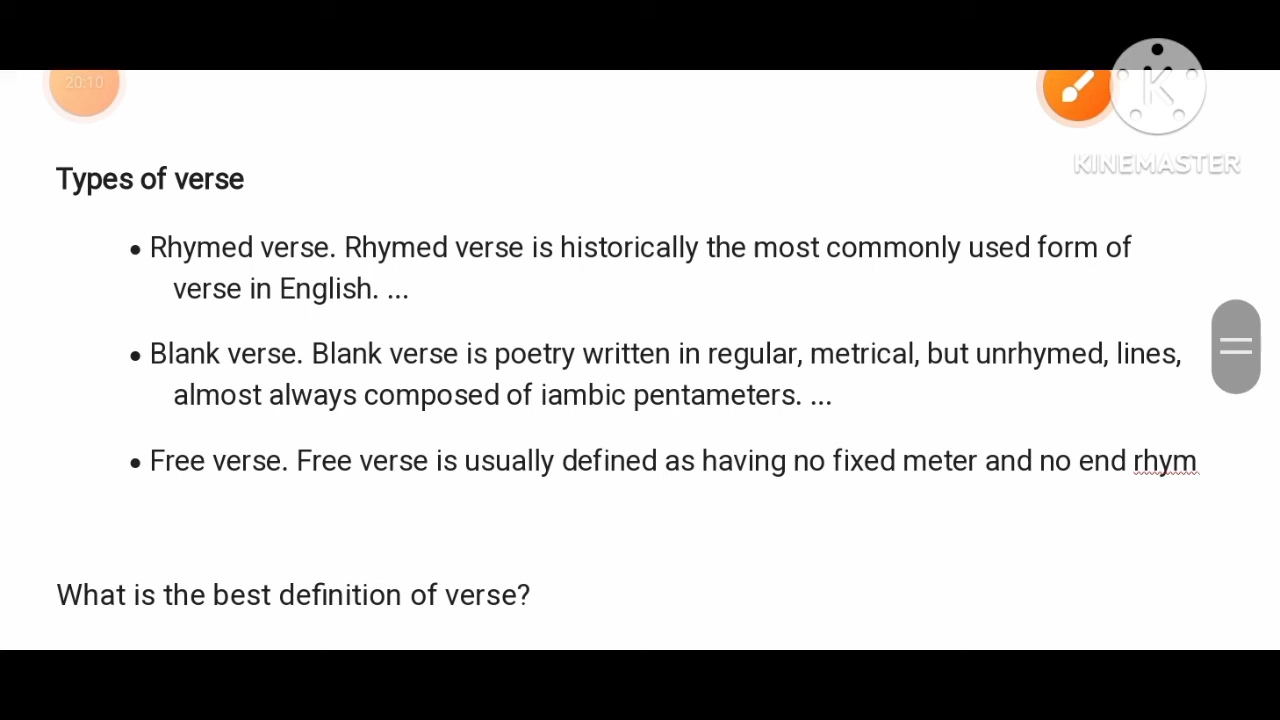 20:10
K
KINEMASTER
Types of verse
• Rhymed verse. Rhymed verse is historically the most commonly used form of
verse in English. ...
• Blank verse. Blank verse is poetry written in regular, metrical, but unrhymed, lines,
almost always composed of iambic pentameters. ...
• Free verse. Free verse is usually defined as having no fixed meter and no end rhym
What is the best definition of verse?